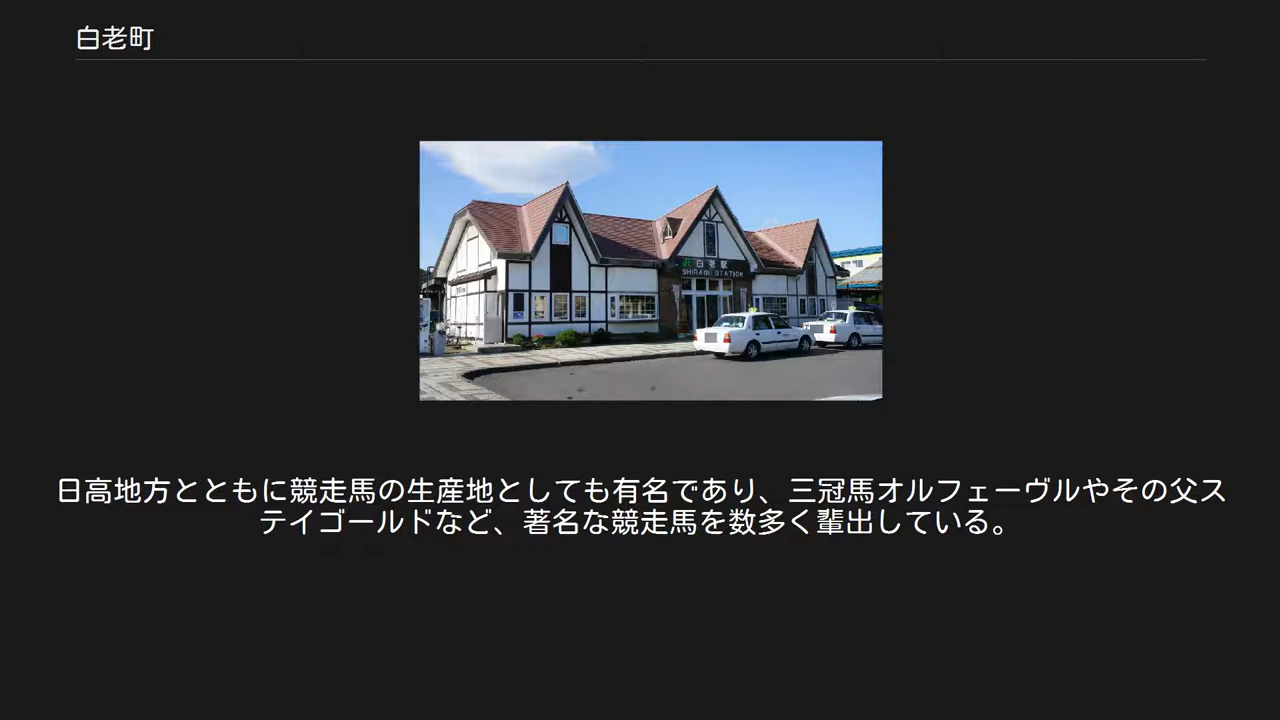 白老町
JR 白老駅
SHIRAOI STATION
日高地方とともに競走馬の生産地としても有名であり、三冠馬オルフェーヴルやその父ス
テイゴールドなど、著名な競走馬を数多く輩出している。